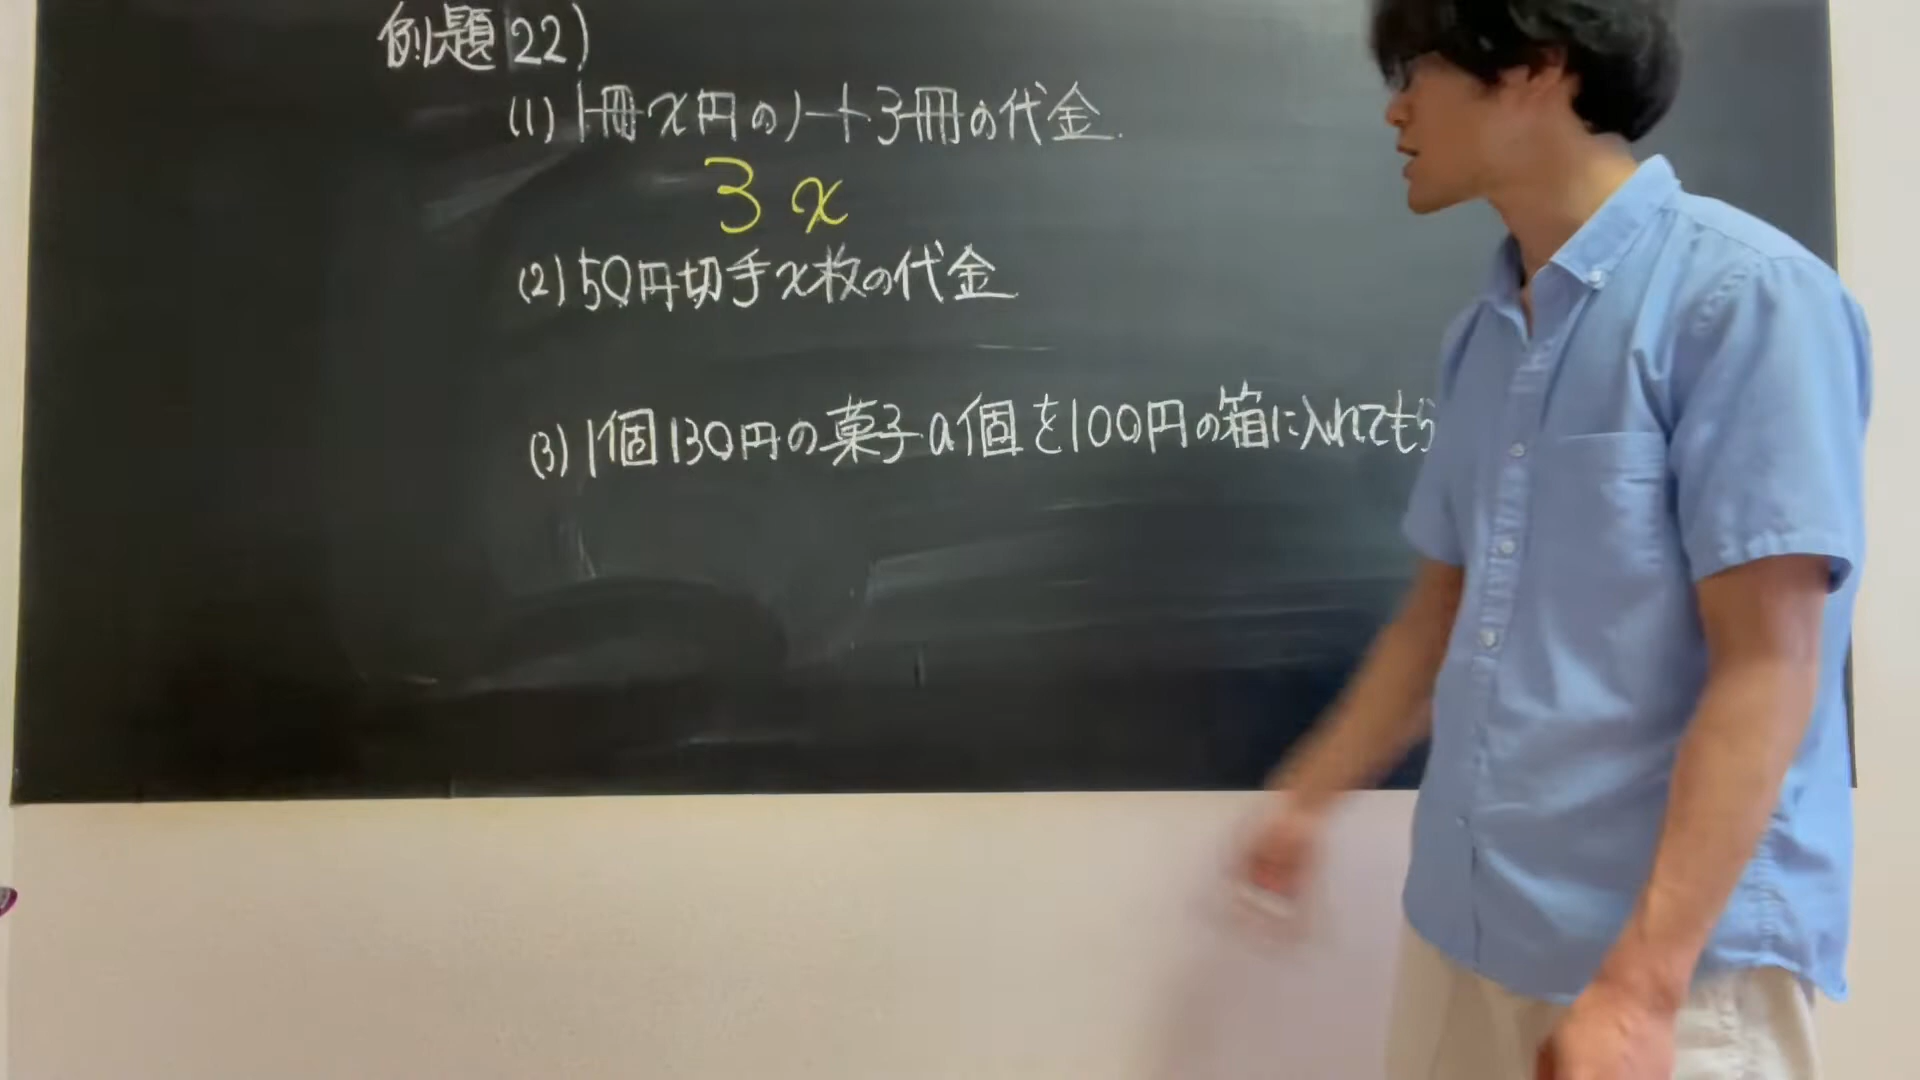 例題22)
(1) 1冊x円のノート3冊の代金.
3x
(2) 50円切手x枚の代金
(3) 1個130円の菓子a個を100円の箱に入れてもら